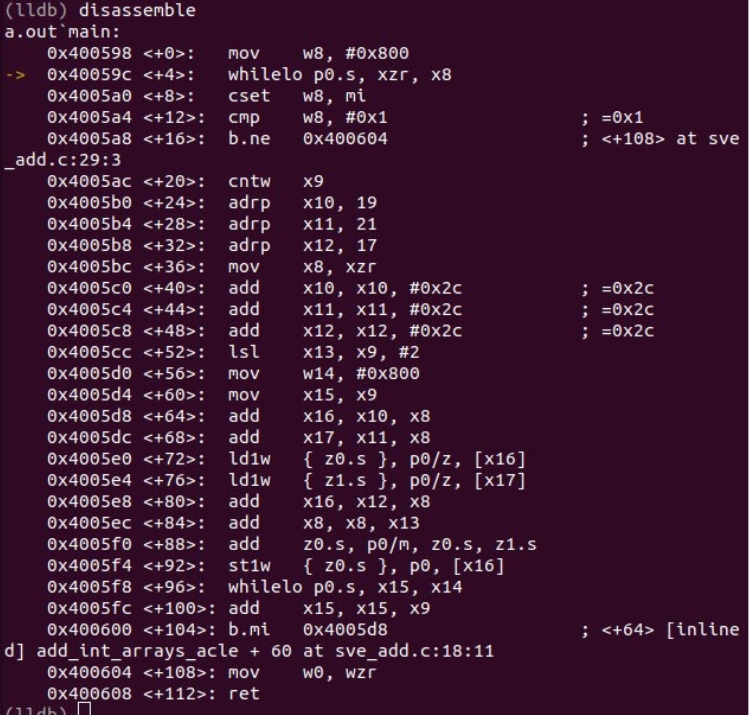 (lldb) disassemble
a.out`main:
    0x400598 <+0>:   mov    w8, #0x800
->  0x40059c <+4>:   whilelo p0.s, xzr, x8
    0x4005a0 <+8>:   cset   w8, mi
    0x4005a4 <+12>:  cmp    w8, #0x1                  ; =0x1
    0x4005a8 <+16>:  b.ne   0x400604                  ; <+108> at sve
_add.c:29:3
    0x4005ac <+20>:  cntw   x9
    0x4005b0 <+24>:  adrp   x10, 19
    0x4005b4 <+28>:  adrp   x11, 21
    0x4005b8 <+32>:  adrp   x12, 17
    0x4005bc <+36>:  mov    x8, xzr
    0x4005c0 <+40>:  add    x10, x10, #0x2c           ; =0x2c
    0x4005c4 <+44>:  add    x11, x11, #0x2c           ; =0x2c
    0x4005c8 <+48>:  add    x12, x12, #0x2c           ; =0x2c
    0x4005cc <+52>:  lsl    x13, x9, #2
    0x4005d0 <+56>:  mov    w14, #0x800
    0x4005d4 <+60>:  mov    x15, x9
    0x4005d8 <+64>:  add    x16, x10, x8
    0x4005dc <+68>:  add    x17, x11, x8
    0x4005e0 <+72>:  ld1w   { z0.s }, p0/z, [x16]
    0x4005e4 <+76>:  ld1w   { z1.s }, p0/z, [x17]
    0x4005e8 <+80>:  add    x16, x12, x8
    0x4005ec <+84>:  add    x8, x8, x13
    0x4005f0 <+88>:  add    z0.s, p0/m, z0.s, z1.s
    0x4005f4 <+92>:  st1w   { z0.s }, p0, [x16]
    0x4005f8 <+96>:  whilelo p0.s, x15, x14
    0x4005fc <+100>: add    x15, x15, x9
    0x400600 <+104>: b.mi   0x4005d8                  ; <+64> [inline
d] add_int_arrays_acle + 60 at sve_add.c:18:11
    0x400604 <+108>: mov    w0, wzr
    0x400608 <+112>: ret
(lldb)